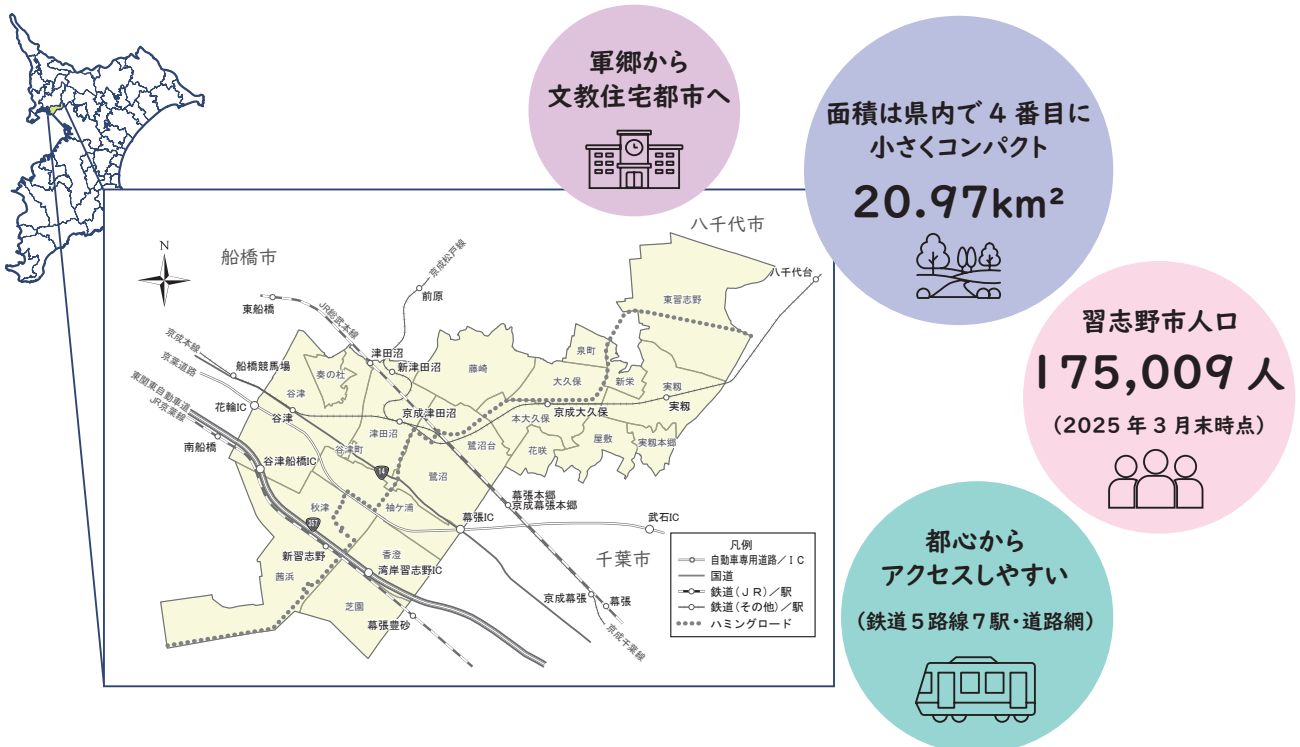 軍郷から
文教住宅都市へ
面積は県内で4番目に
小さくコンパクト
20.97km²
習志野市人口
175,009人
（2025年3月末時点）
都心から
アクセスしやすい
（鉄道５路線７駅・道路網）
八千代市
船橋市
千葉市
N
京成松戸線
前原
八千代台
東船橋
JR総武本線
東習志野
京成本線
京葉道路
東関東自動車道
JR京葉線
船橋競馬場
津田沼
新津田沼
泉町
奏の杜
藤崎
大久保
新栄
実籾
谷津
花輪IC
谷津
京成津田沼
京成大久保
実籾
本大久保
南船橋
津田沼
谷津町
鷺沼台
花咲
屋敷
実籾本郷
谷津船橋IC
14
鷺沼
秋津
袖ケ浦
幕張本郷
京成幕張本郷
357
幕張IC
武石IC
新習志野
香澄
湾岸習志野IC
茜浜
芝園
幕張豊砂
京成幕張
幕張
京成千葉線
凡例
自動車専用道路／ＩＣ
国道
鉄道（ＪＲ）／駅
鉄道（その他）／駅
ハミングロード